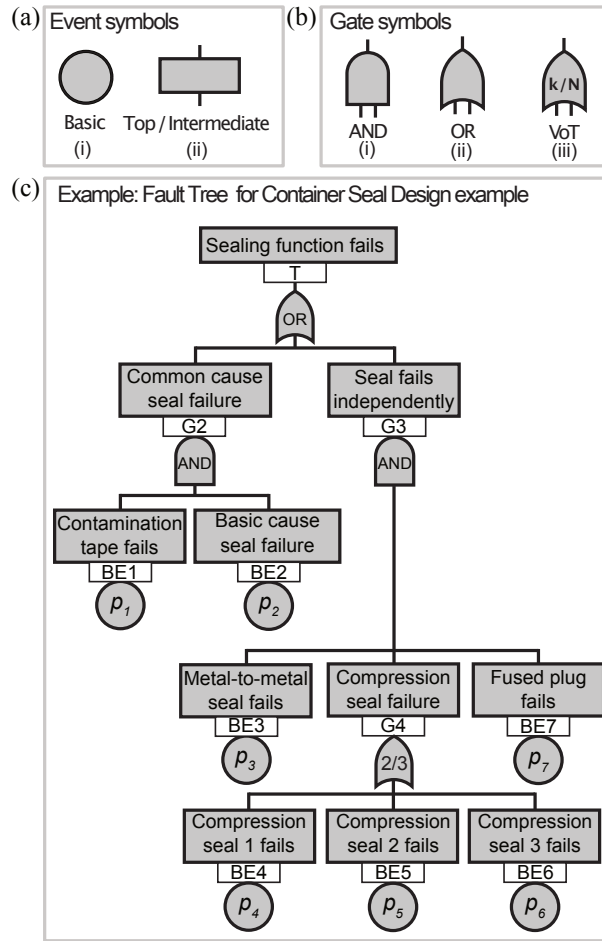 (a) Event symbols
Basic
(i)
Top / Intermediate
(ii)
(b) Gate symbols
k/N
AND
(i)
OR
(ii)
VoT
(iii)
(c) Example: Fault Tree for Container Seal Design example
Sealing function fails
T
OR
Common cause
seal failure
G2
AND
Seal fails
independently
G3
AND
Contamination
tape fails
BE1
p1
Basic cause
seal failure
BE2
p2
Metal-to-metal
seal fails
BE3
p3
Compression
seal failure
G4
2/3
Fused plug
fails
BE7
p7
Compression
seal 1 fails
BE4
p4
Compression
seal 2 fails
BE5
p5
Compression
seal 3 fails
BE6
p6